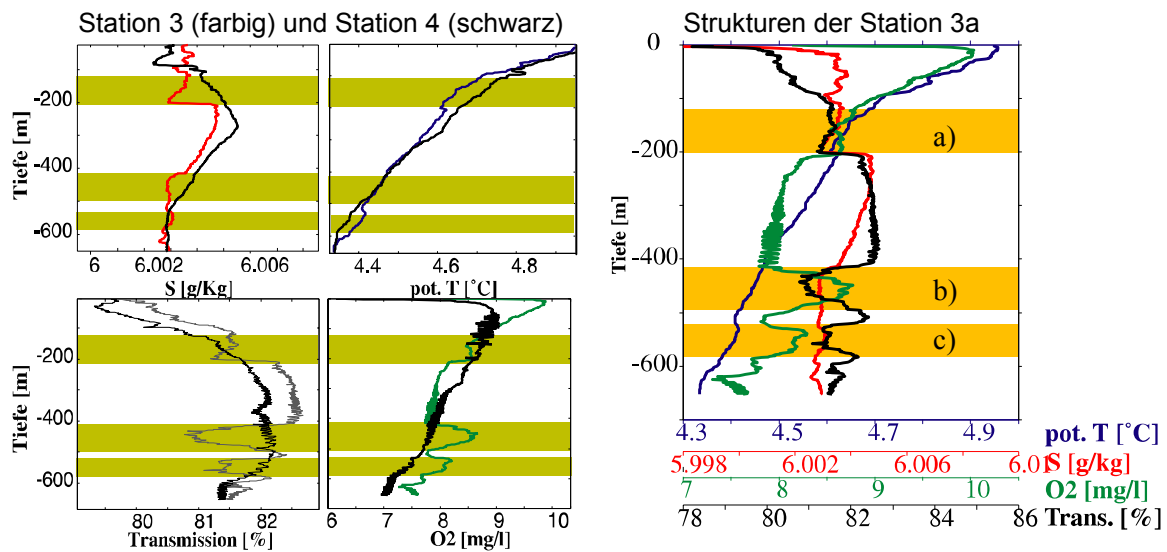 Station 3 (farbig) und Station 4 (schwarz)
Strukturen der Station 3a
Tiefe [m]
-200
-400
-600
6
6.002
6.006
S [g/Kg]
4.4
4.6
4.8
pot. T [°C]
Tiefe [m]
0
-200
-400
-600
80
81
82
Transmission [%]
6
7
8
9
10
O2 [mg/l]
Tiefe [m]
0
-200
-400
-600
a)
b)
c)
4.3
4.5
4.7
4.9
pot. T [°C]
5.998
6.002
6.006
6.01
S [g/kg]
7
8
9
10
O2 [mg/l]
78
80
82
84
86
Trans. [%]